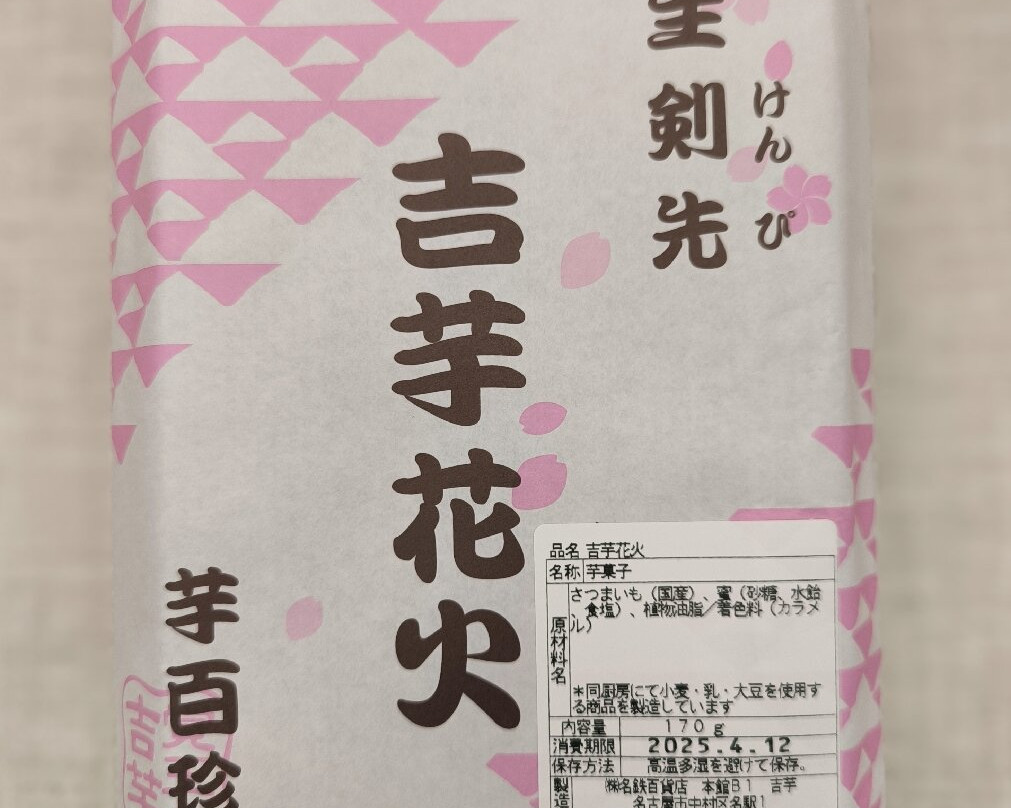 剣先
けんぴ
吉芋花火
芋百珍
品名 吉芋花火
名称 芋菓子
原材料名
さつまいも（国産）、蜜（砂糖、水飴
、食塩）、植物油脂／着色料（カラメ
ル）
＊同厨房にて小麦・乳・大豆を使用す
る商品を製造しています
内容量 170g
消費期限 2025.4.12
保存方法 高温多湿を避けて保存。
製造
㈱名鉄百貨店 本館B1 吉芋
名古屋市中村区名駅1